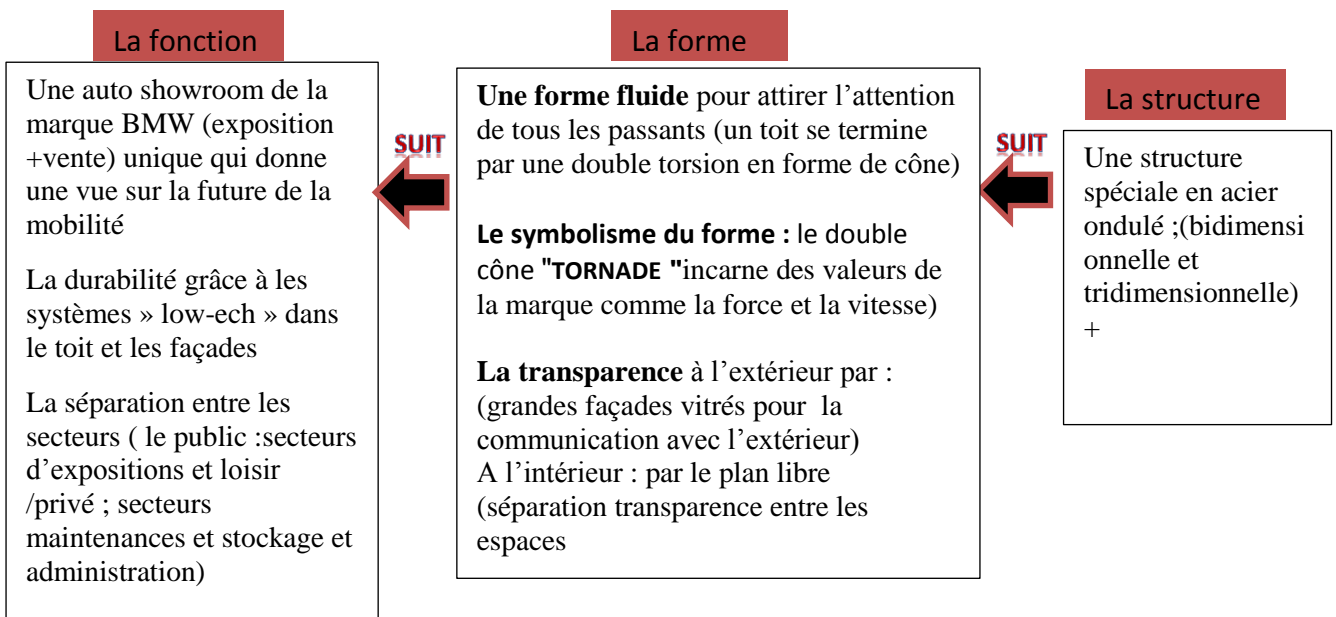 La fonction
Une auto showroom de la
marque BMW (exposition
+vente) unique qui donne
une vue sur la future de la
mobilité
La durabilité grâce à les
systèmes » low-ech » dans
le toit et les façades
La séparation entre les
secteurs ( le public :secteurs
d’expositions et loisir
/privé ; secteurs
maintenances et stockage et
administration)
SUIT
La forme
Une forme fluide pour attirer l’attention
de tous les passants (un toit se termine
par une double torsion en forme de cône)
Le symbolisme du forme : le double
cône "TORNADE "incarne des valeurs de
la marque comme la force et la vitesse)
La transparence à l’extérieur par :
(grandes façades vitrés pour la
communication avec l’extérieur)
A l’intérieur : par le plan libre
(séparation transparence entre les
espaces
SUIT
La structure
Une structure
spéciale en acier
ondulé ;(bidimensi
onnelle et
tridimensionnelle)
+